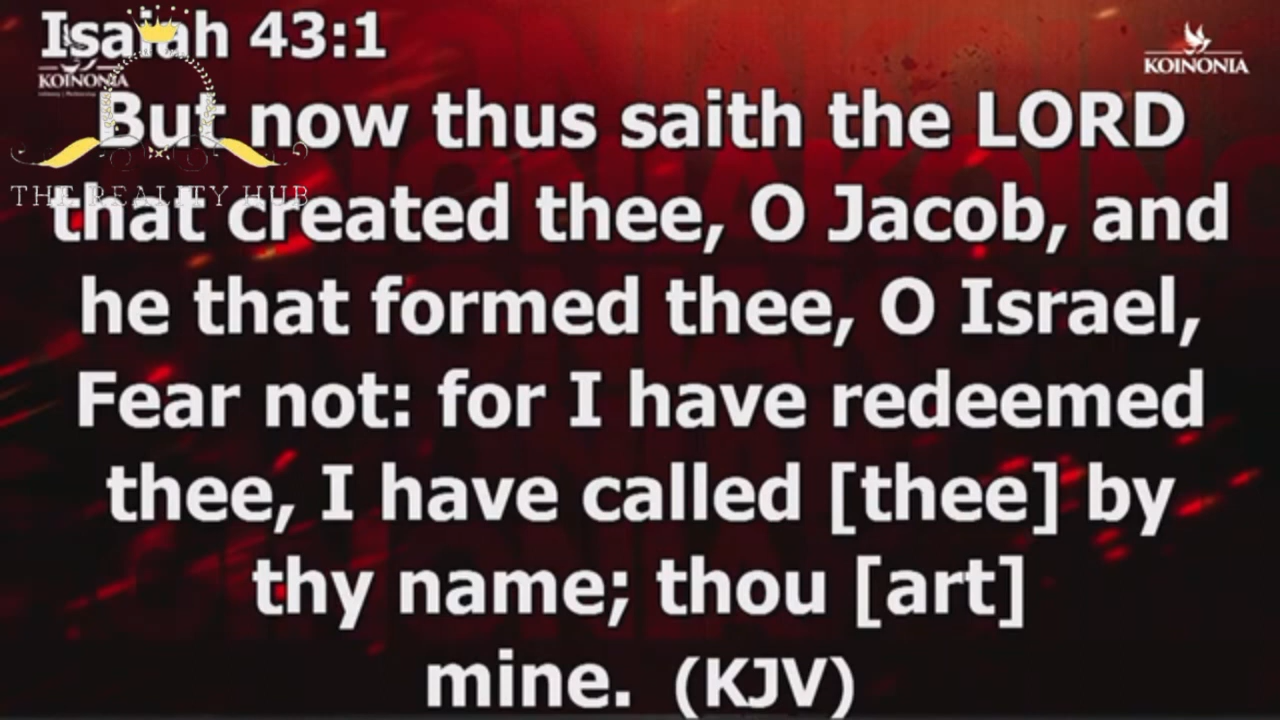 Isaiah 43:1
KOINONIA
KOINONIA
But now thus saith the LORD
THE REALITY HUB
that created thee, O Jacob, and
he that formed thee, O Israel,
Fear not: for I have redeemed
thee, I have called [thee] by
thy name; thou [art]
mine. (KJV)